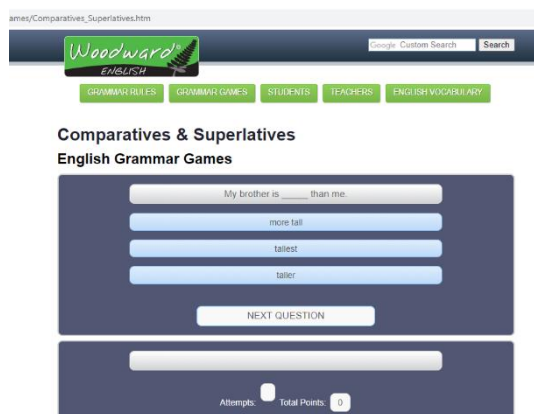 ames/Comparatives_Superlatives.htm
Woodward®
ENGLISH
Google Custom Search Search
GRAMMAR RULES GRAMMAR GAMES STUDENTS TEACHERS ENGLISH VOCABULARY
Comparatives & Superlatives
English Grammar Games
My brother is _____ than me.
more tall
tallest
taller
NEXT QUESTION
Attempts: Total Points: 0